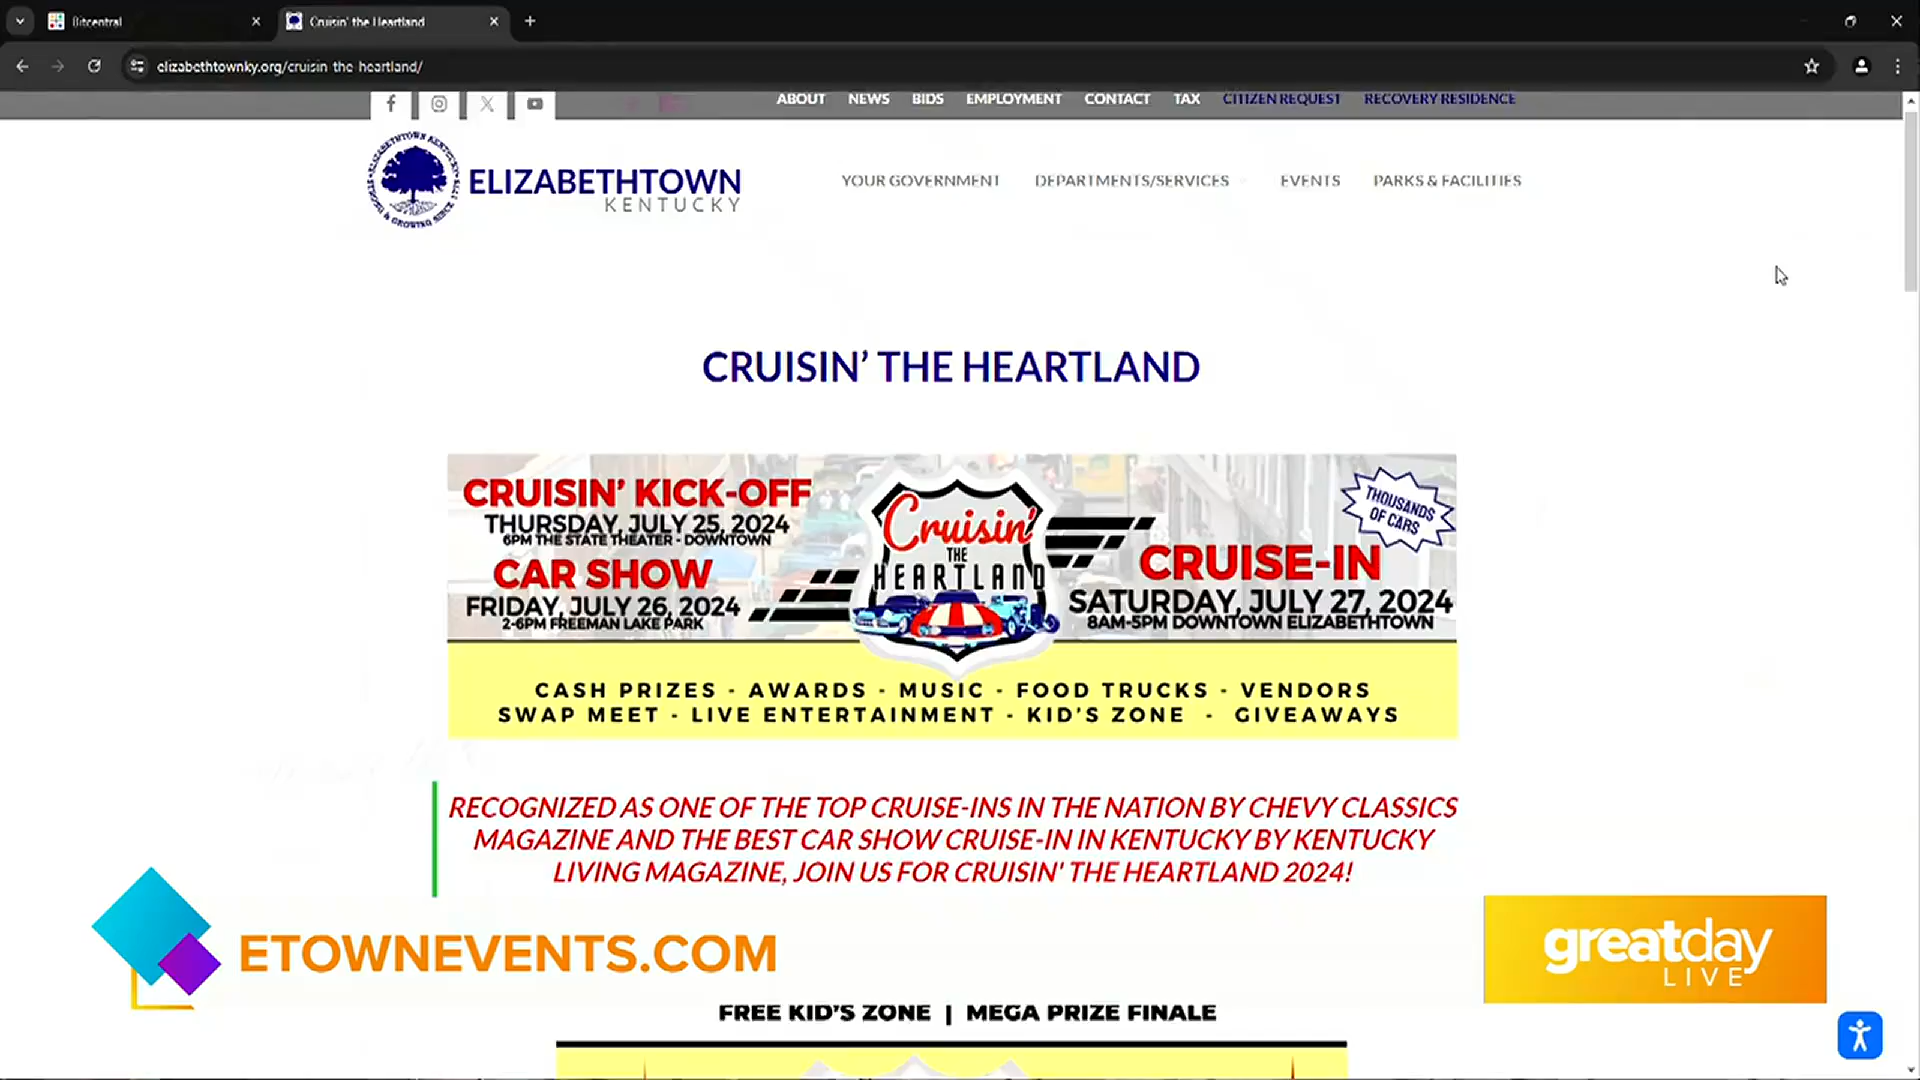 Bitcentral
Cruisin' the Heartland
elizabethtownky.org/cruisin-the-heartland/
ABOUT NEWS BIDS EMPLOYMENT CONTACT TAX CITIZEN REQUEST RECOVERY RESIDENCE
ELIZABETHTOWN
KENTUCKY
YOUR GOVERNMENT DEPARTMENTS/SERVICES EVENTS PARKS & FACILITIES
CRUISIN' THE HEARTLAND
CRUISIN' KICK-OFF
THURSDAY, JULY 25, 2024
6PM THE STATE THEATER - DOWNTOWN
CAR SHOW
FRIDAY, JULY 26, 2024
2-6PM FREEMAN LAKE PARK
Cruisin'
THE
HEARTLAND
THOUSANDS
OF CARS
CRUISE-IN
SATURDAY, JULY 27, 2024
8AM-5PM DOWNTOWN ELIZABETHTOWN
CASH PRIZES - AWARDS - MUSIC - FOOD TRUCKS - VENDORS
SWAP MEET - LIVE ENTERTAINMENT - KID'S ZONE - GIVEAWAYS
RECOGNIZED AS ONE OF THE TOP CRUISE-INS IN THE NATION BY CHEVY CLASSICS
MAGAZINE AND THE BEST CAR SHOW CRUISE-IN IN KENTUCKY BY KENTUCKY
LIVING MAGAZINE, JOIN US FOR CRUISIN' THE HEARTLAND 2024!
ETOWNEVENTS.COM
greatday
LIVE
FREE KID'S ZONE | MEGA PRIZE FINALE